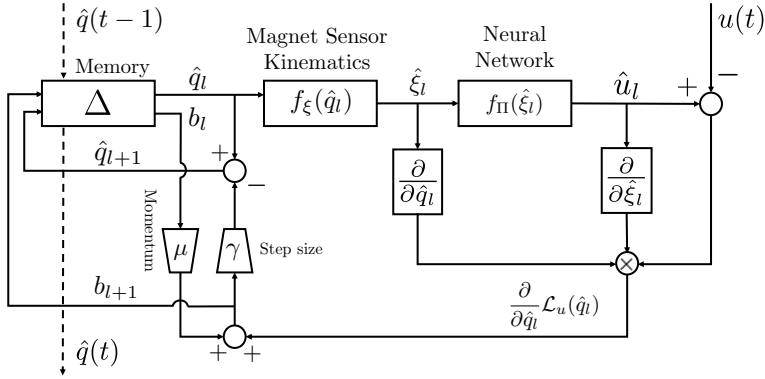 q̂(t − 1)
u(t)
Magnet Sensor
Kinematics
Neural
Network
Memory
q̂_l
ξ̂_l
û_l
+
−
Δ
f_ξ(q̂_l)
f_Π(ξ̂_l)
b_l
q̂_{l+1}
+
−
∂/∂q̂_l
∂/∂ξ̂_l
Momentum
μ
γ
Step size
×
b_{l+1}
∂/∂q̂_l ℒ_u(q̂_l)
q̂(t)
+
+